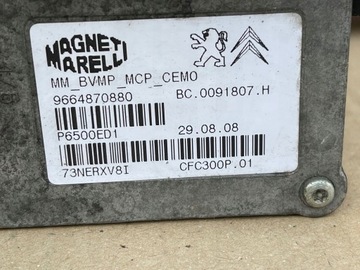 MAGNETI
MARELLI
MM_BVMP_MCP_CEMO
9664870880 BC.0091807.H
P6500ED1 29.08.08
73NERXV8I CFC300P.01